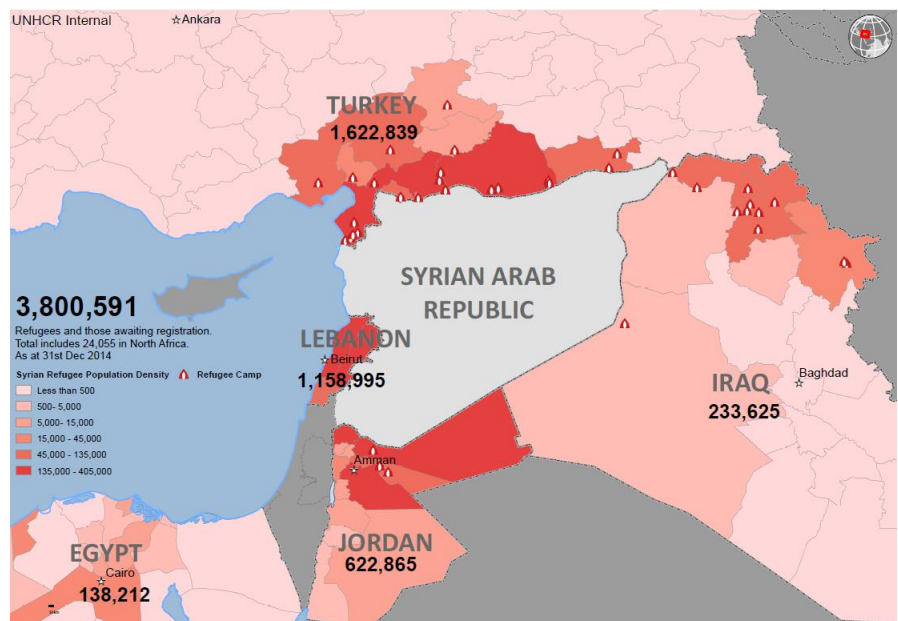 UNHCR Internal
Ankara
TURKEY
1,622,839
SYRIAN ARAB
REPUBLIC
3,800,591
Refugees and those awaiting registration.
Total includes 24,055 in North Africa.
As at 31st Dec 2014
LEBANON
Beirut
1,158,995
Syrian Refugee Population Density Refugee Camp
Less than 500
500- 5,000
5,000- 15,000
15,000 - 45,000
45,000 - 135,000
135,000 - 405,000
Baghdad
IRAQ
233,625
Amman
JORDAN
622,865
EGYPT
Cairo
138,212